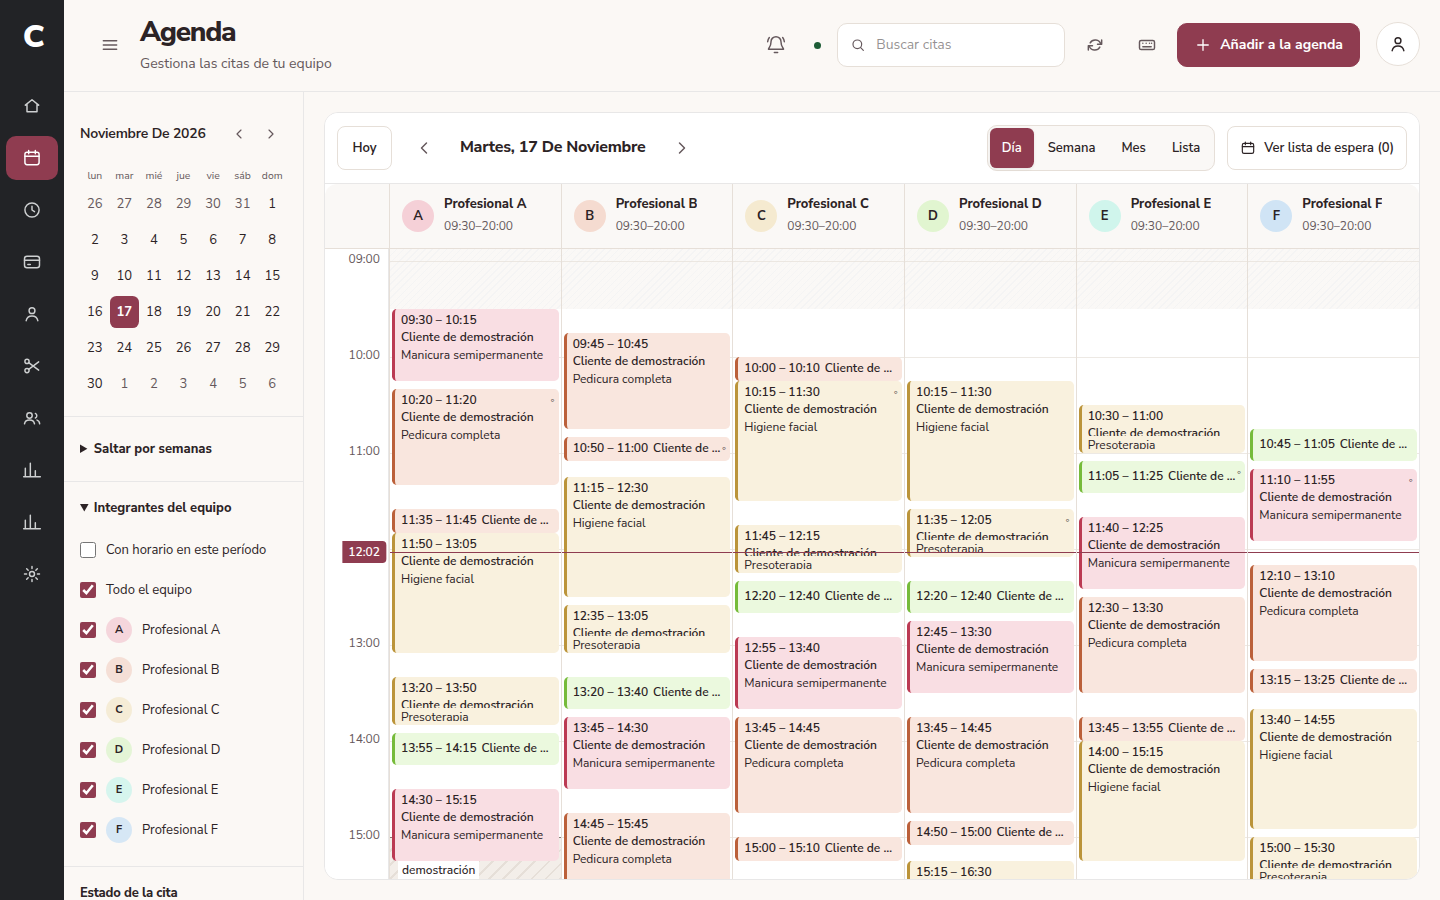 C
Agenda
Gestiona las citas de tu equipo
Buscar citas
Añadir a la agenda
Noviembre De 2026
lun mar mié jue vie sáb dom
26 27 28 29 30 31 1
2 3 4 5 6 7 8
9 10 11 12 13 14 15
16 17 18 19 20 21 22
23 24 25 26 27 28 29
30 1 2 3 4 5 6
Saltar por semanas
Integrantes del equipo
Con horario en este período
Todo el equipo
A Profesional A
B Profesional B
C Profesional C
D Profesional D
E Profesional E
F Profesional F
Estado de la cita
Hoy
Martes, 17 De Noviembre
Día
Semana
Mes
Lista
Ver lista de espera (0)
A Profesional A
09:30–20:00
B Profesional B
09:30–20:00
C Profesional C
09:30–20:00
D Profesional D
09:30–20:00
E Profesional E
09:30–20:00
F Profesional F
09:30–20:00
09:00
10:00
11:00
12:02
13:00
14:00
15:00
09:30 – 10:15
Cliente de demostración
Manicura semipermanente
10:20 – 11:20
Cliente de demostración
Pedicura completa
11:35 – 11:45 Cliente de ...
11:50 – 13:05
Cliente de demostración
Higiene facial
13:20 – 13:50
Cliente de demostración
Presoterapia
13:55 – 14:15 Cliente de ...
14:30 – 15:15
Cliente de demostración
Manicura semipermanente
demostración
09:45 – 10:45
Cliente de demostración
Pedicura completa
10:50 – 11:00 Cliente de ...
11:15 – 12:30
Cliente de demostración
Higiene facial
12:35 – 13:05
Cliente de demostración
Presoterapia
13:20 – 13:40 Cliente de ...
13:45 – 14:30
Cliente de demostración
Manicura semipermanente
14:45 – 15:45
Cliente de demostración
Pedicura completa
10:00 – 10:10 Cliente de ...
10:15 – 11:30
Cliente de demostración
Higiene facial
11:45 – 12:15
Cliente de demostración
Presoterapia
12:20 – 12:40 Cliente de ...
12:55 – 13:40
Cliente de demostración
Manicura semipermanente
13:45 – 14:45
Cliente de demostración
Pedicura completa
15:00 – 15:10 Cliente de ...
10:15 – 11:30
Cliente de demostración
Higiene facial
11:35 – 12:05
Cliente de demostración
Presoterapia
12:20 – 12:40 Cliente de ...
12:45 – 13:30
Cliente de demostración
Manicura semipermanente
13:45 – 14:45
Cliente de demostración
Pedicura completa
14:50 – 15:00 Cliente de ...
15:15 – 16:30
10:30 – 11:00
Cliente de demostración
Presoterapia
11:05 – 11:25 Cliente de ...
11:40 – 12:25
Cliente de demostración
Manicura semipermanente
12:30 – 13:30
Cliente de demostración
Pedicura completa
13:45 – 13:55 Cliente de ...
14:00 – 15:15
Cliente de demostración
Higiene facial
10:45 – 11:05 Cliente de ...
11:10 – 11:55
Cliente de demostración
Manicura semipermanente
12:10 – 13:10
Cliente de demostración
Pedicura completa
13:15 – 13:25 Cliente de ...
13:40 – 14:55
Cliente de demostración
Higiene facial
15:00 – 15:30
Cliente de demostración
Presoterapia